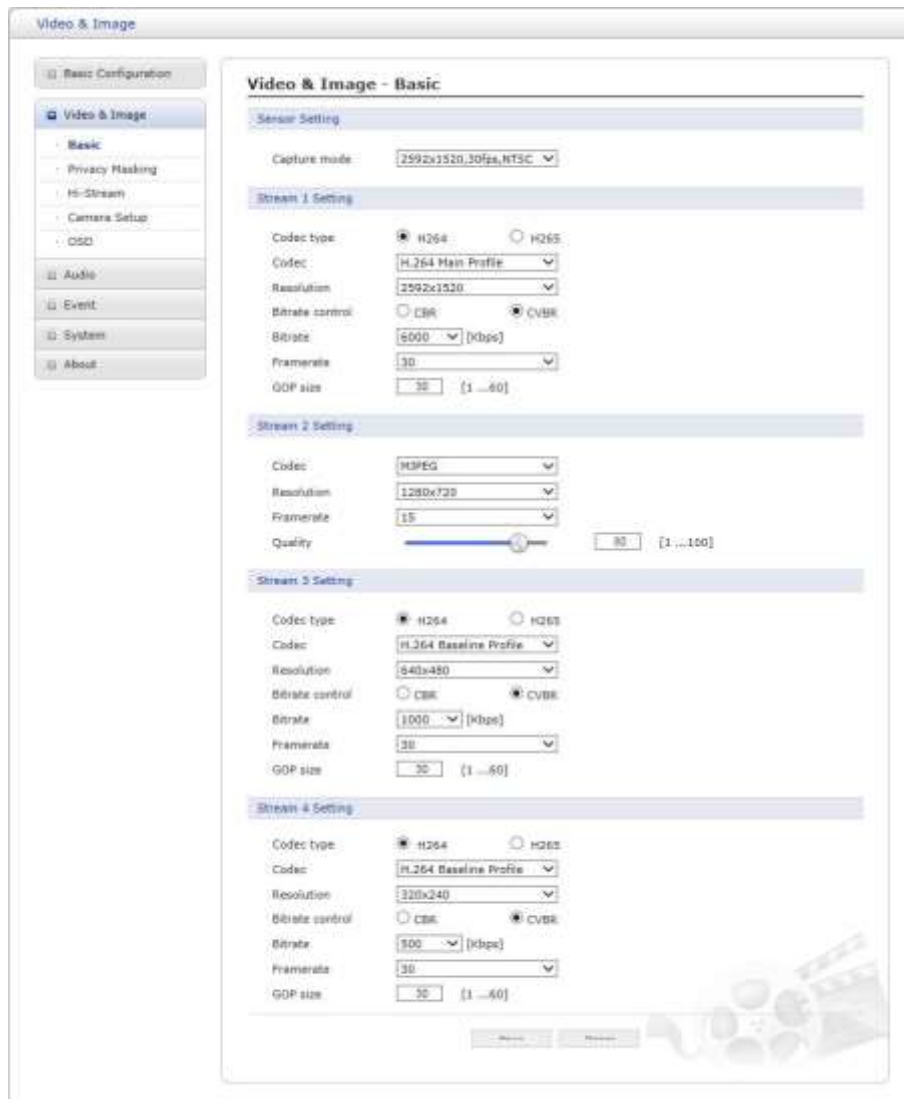 Video & Image
Basic Configuration
Video & Image
Basic
Privacy Masking
Hi-Stream
Camera Setup
OSD
Audio
Event
System
About
Video & Image - Basic
Sensor Setting
Capture mode 2592x1520,30fps,NTSC
Stream 1 Setting
Codec type H264 H265
Codec H.264 Main Profile
Resolution 2592x1520
Bitrate control CBR CVBR
Bitrate 6000 [Kbps]
Framerate 30
GOP size 30 [1 ...60]
Stream 2 Setting
Codec MJPEG
Resolution 1280x720
Framerate 15
Quality 80 [1 ...100]
Stream 3 Setting
Codec type H264 H265
Codec H.264 Baseline Profile
Resolution 640x480
Bitrate control CBR CVBR
Bitrate 1000 [Kbps]
Framerate 30
GOP size 30 [1 ...60]
Stream 4 Setting
Codec type H264 H265
Codec H.264 Baseline Profile
Resolution 320x240
Bitrate control CBR CVBR
Bitrate 500 [Kbps]
Framerate 30
GOP size 30 [1 ...60]